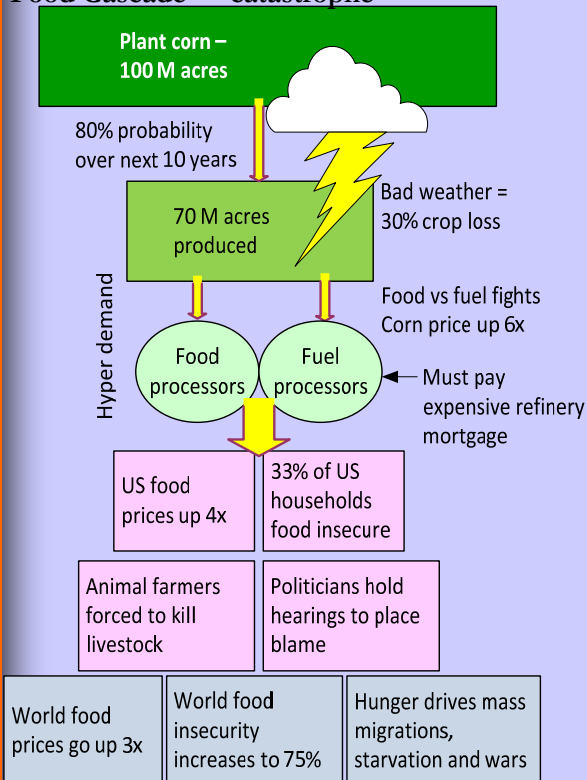 Food Cascade – catastrophe
Plant corn –
100 M acres
80% probability
over next 10 years
Bad weather =
30% crop loss
70 M acres
produced
Hyper demand
Food vs fuel fights
Corn price up 6x
Food
processors
Fuel
processors
Must pay
expensive refinery
mortgage
US food
prices up 4x
33% of US
households
food insecure
Animal farmers
forced to kill
livestock
Politicians hold
hearings to place
blame
World food
prices go up 3x
World food
insecurity
increases to 75%
Hunger drives mass
migrations,
starvation and wars